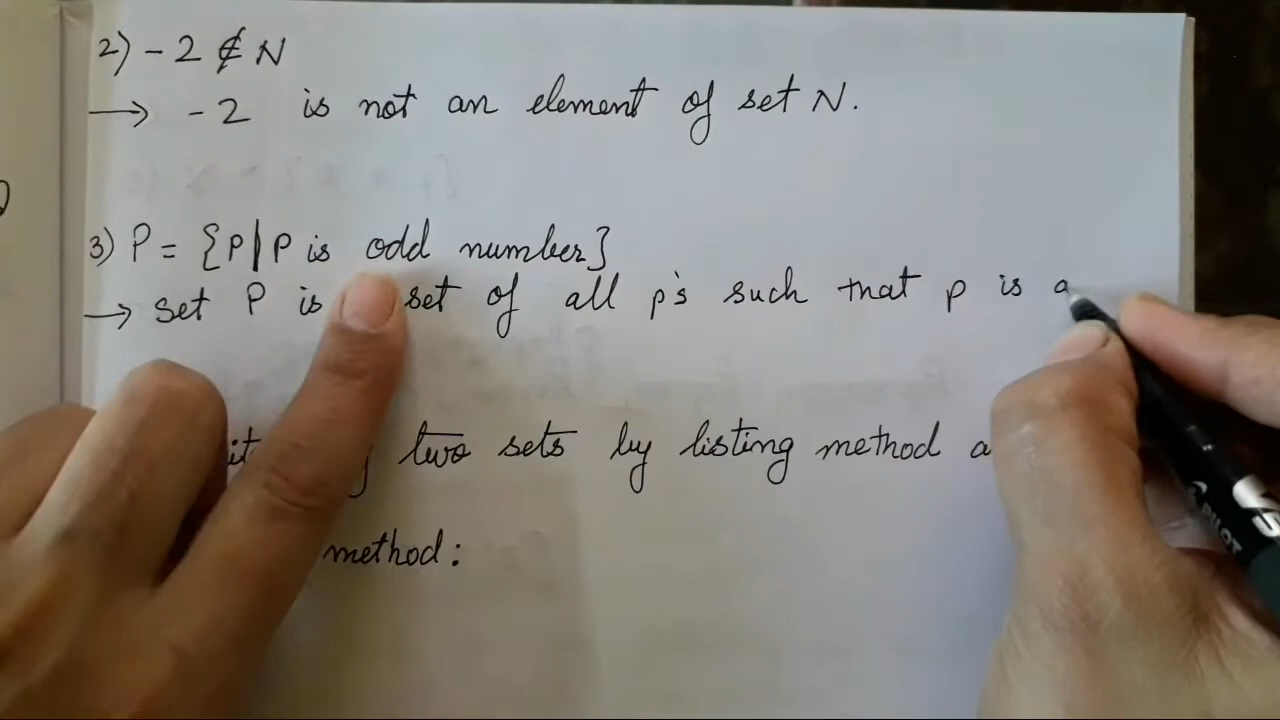 2) - 2 ∉ N
→ - 2 is not an element of set N.
3) P = {p | p is odd number}
→ Set P is set of all p's such that p is a
two sets by listing method a
method:
PILOT